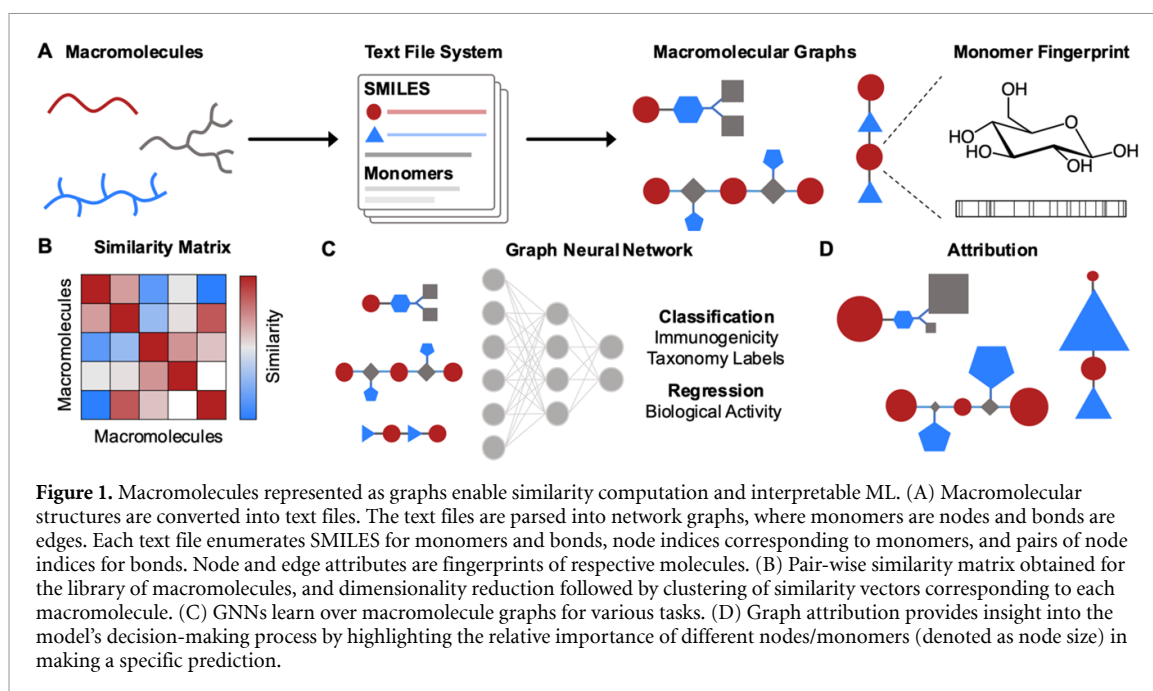 A Macromolecules
Text File System
Macromolecular Graphs
Monomer Fingerprint
SMILES
Monomers
OH
O
HO
HO
OH
OH
B Similarity Matrix
Macromolecules
Macromolecules
Similarity
C Graph Neural Network
Classification
Immunogenicity
Taxonomy Labels
Regression
Biological Activity
D Attribution
Figure 1. Macromolecules represented as graphs enable similarity computation and interpretable ML. (A) Macromolecular
structures are converted into text files. The text files are parsed into network graphs, where monomers are nodes and bonds are
edges. Each text file enumerates SMILES for monomers and bonds, node indices corresponding to monomers, and pairs of node
indices for bonds. Node and edge attributes are fingerprints of respective molecules. (B) Pair-wise similarity matrix obtained for
the library of macromolecules, and dimensionality reduction followed by clustering of similarity vectors corresponding to each
macromolecule. (C) GNNs learn over macromolecule graphs for various tasks. (D) Graph attribution provides insight into the
model's decision-making process by highlighting the relative importance of different nodes/monomers (denoted as node size) in
making a specific prediction.